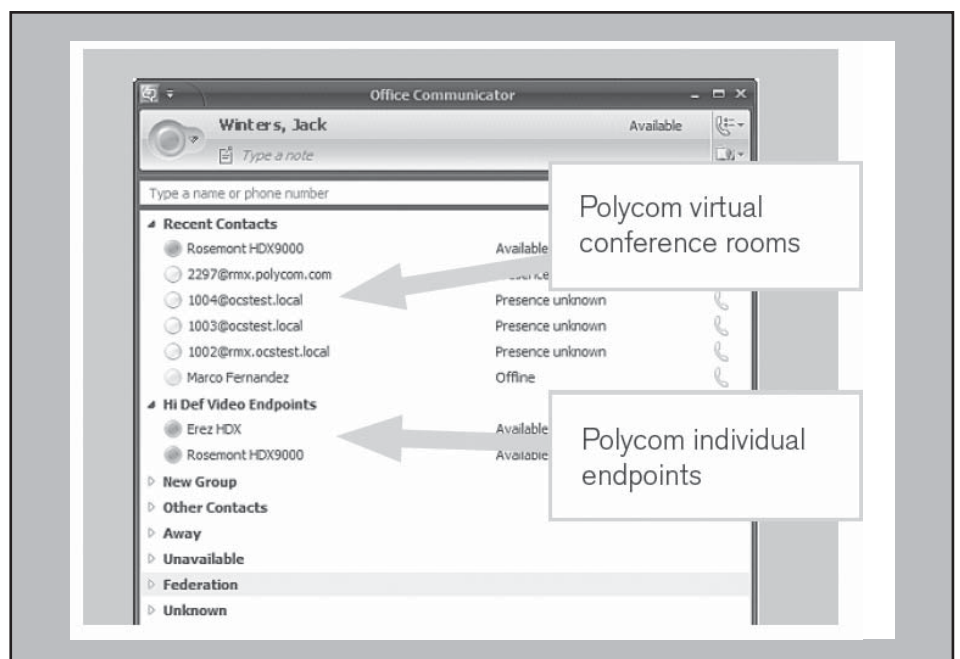 Office Communicator
Winters, Jack Available
Type a note
Type a name or phone number
Polycom virtual
conference rooms
Recent Contacts
Rosemont HDX9000 Available
2297@rmx.polycom.com
1004@ocstest.local Presence unknown
1003@ocstest.local Presence unknown
1002@rmx.ocstest.local Presence unknown
Marco Fernandez Offline
Hi Def Video Endpoints
Erez HDX Available
Rosemont HDX9000 Available
Polycom individual
endpoints
New Group
Other Contacts
Away
Unavailable
Federation
Unknown